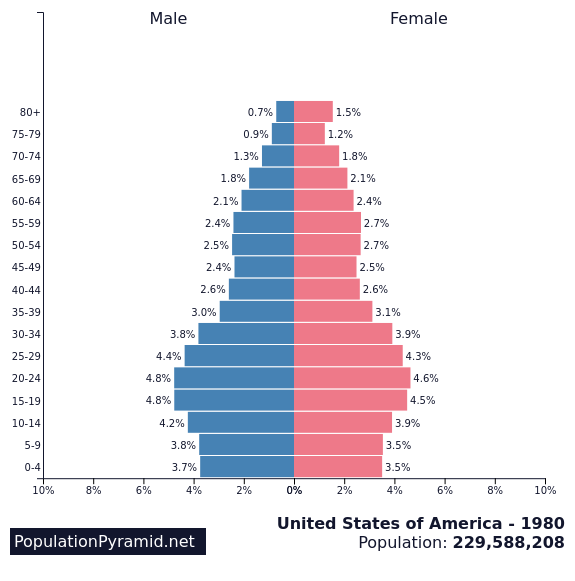 Male Female
80+ 0.7% 1.5%
75-79 0.9% 1.2%
70-74 1.3% 1.8%
65-69 1.8% 2.1%
60-64 2.1% 2.4%
55-59 2.4% 2.7%
50-54 2.5% 2.7%
45-49 2.4% 2.5%
40-44 2.6% 2.6%
35-39 3.0% 3.1%
30-34 3.8% 3.9%
25-29 4.4% 4.3%
20-24 4.8% 4.6%
15-19 4.8% 4.5%
10-14 4.2% 3.9%
5-9 3.8% 3.5%
0-4 3.7% 3.5%
10% 8% 6% 4% 2% 0% 2% 4% 6% 8% 10%
United States of America - 1980
PopulationPyramid.net Population: 229,588,208